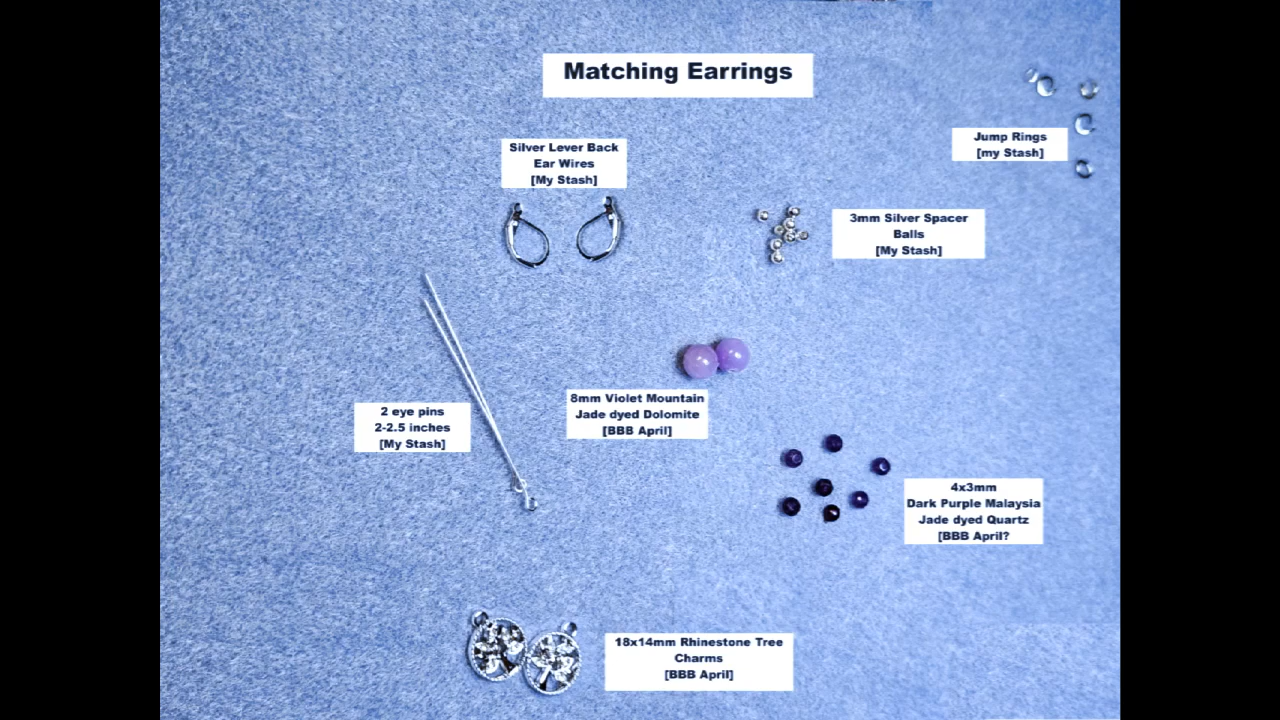 Matching Earrings
Jump Rings
[my Stash]
Silver Lever Back
Ear Wires
[My Stash]
3mm Silver Spacer
Balls
[My Stash]
8mm Violet Mountain
Jade dyed Dolomite
[BBB April]
2 eye pins
2-2.5 inches
[My Stash]
4x3mm
Dark Purple Malaysia
Jade dyed Quartz
[BBB April?
18x14mm Rhinestone Tree
Charms
[BBB April]